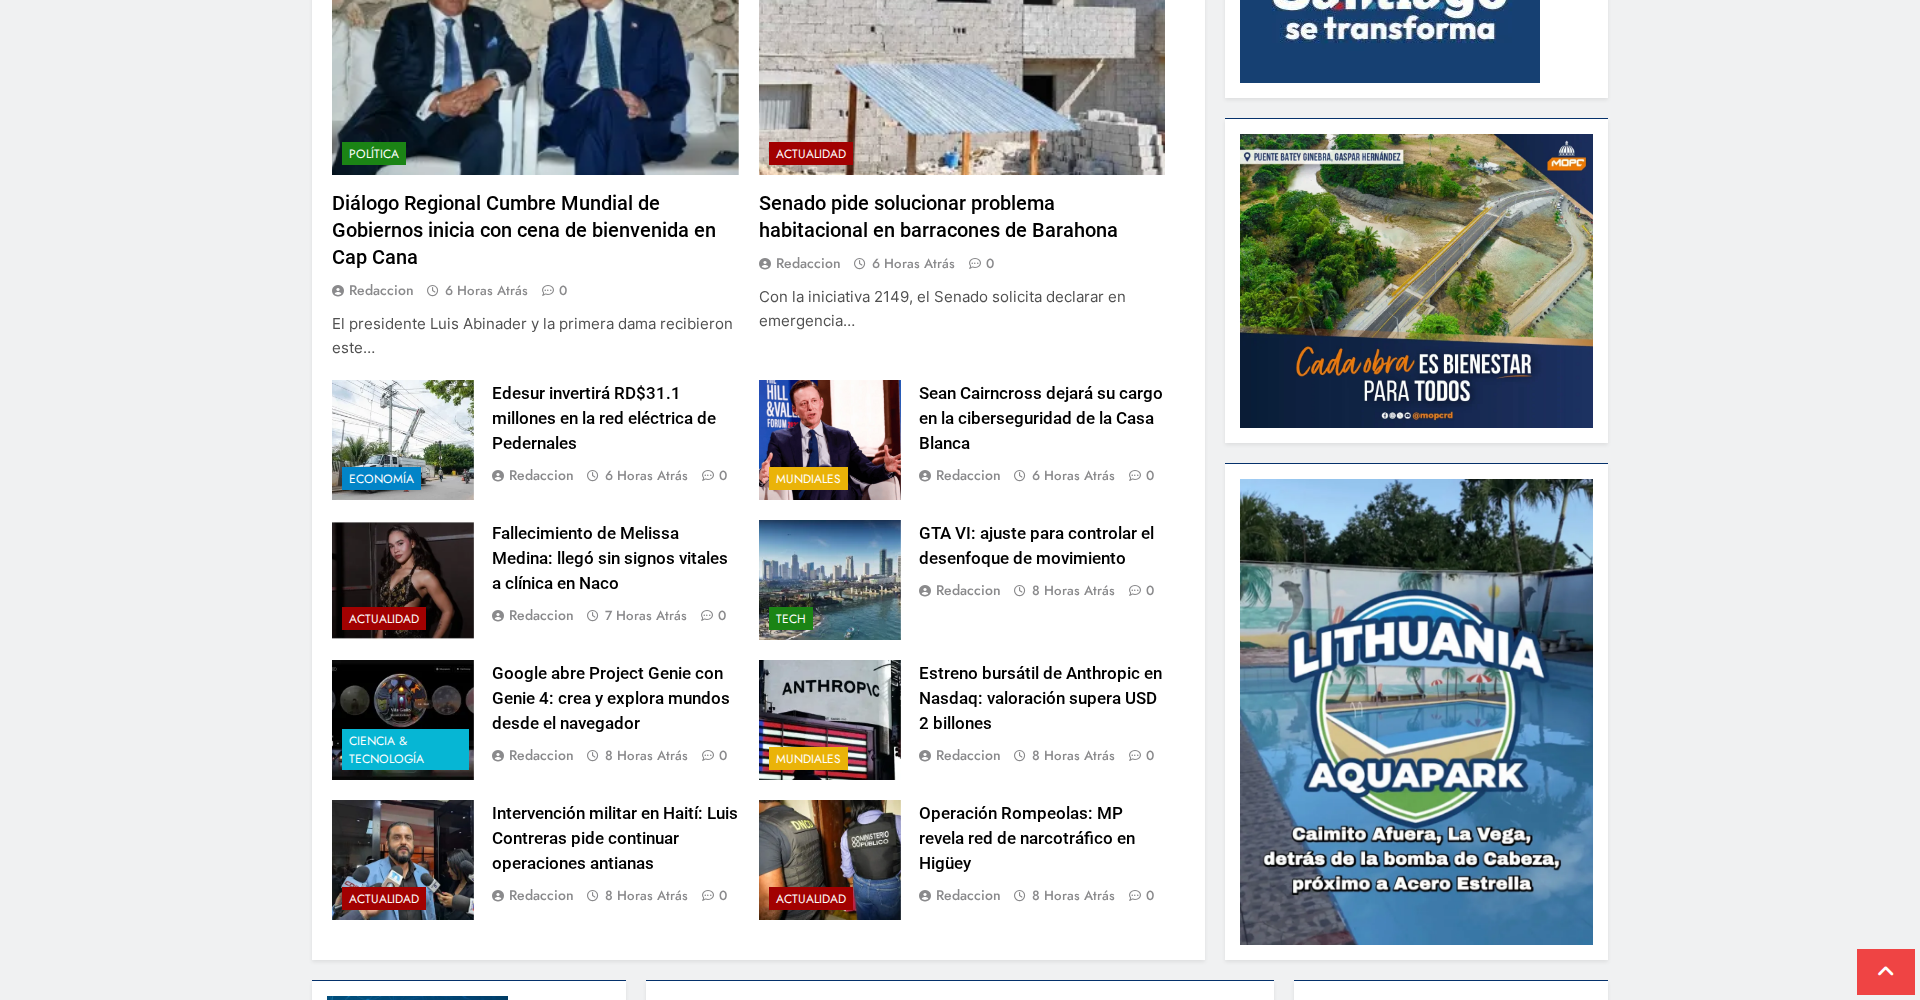 Santiago
se transforma
POLÍTICA
Diálogo Regional Cumbre Mundial de
Gobiernos inicia con cena de bienvenida en
Cap Cana
Redaccion 6 Horas Atrás 0
El presidente Luis Abinader y la primera dama recibieron
este…
ACTUALIDAD
Senado pide solucionar problema
habitacional en barracones de Barahona
Redaccion 6 Horas Atrás 0
Con la iniciativa 2149, el Senado solicita declarar en
emergencia…
ECONOMÍA
Edesur invertirá RD$31.1
millones en la red eléctrica de
Pedernales
Redaccion 6 Horas Atrás 0
THE HILL
& VALLEY
FORUM
MUNDIALES
Sean Cairncross dejará su cargo
en la ciberseguridad de la Casa
Blanca
Redaccion 6 Horas Atrás 0
ACTUALIDAD
Fallecimiento de Melissa
Medina: llegó sin signos vitales
a clínica en Naco
Redaccion 7 Horas Atrás 0
TECH
GTA VI: ajuste para controlar el
desenfoque de movimiento
Redaccion 8 Horas Atrás 0
CIENCIA &
TECNOLOGÍA
Google abre Project Genie con
Genie 4: crea y explora mundos
desde el navegador
Redaccion 8 Horas Atrás 0
ANTHROP\C
MUNDIALES
Estreno bursátil de Anthropic en
Nasdaq: valoración supera USD
2 billones
Redaccion 8 Horas Atrás 0
ACTUALIDAD
Intervención militar en Haití: Luis
Contreras pide continuar
operaciones antianas
Redaccion 8 Horas Atrás 0
DNCD
MINISTERIO
PÚBLICO
ACTUALIDAD
Operación Rompeolas: MP
revela red de narcotráfico en
Higüey
Redaccion 8 Horas Atrás 0
PUENTE BATEY GINEBRA, GASPAR HERNÁNDEZ
MOPC
Cada obra ES BIENESTAR
PARA TODOS
@mopcrd
LITHUANIA
AQUAPARK
Caimito Afuera, La Vega,
detrás de la bomba de Cabeza,
próximo a Acero Estrella